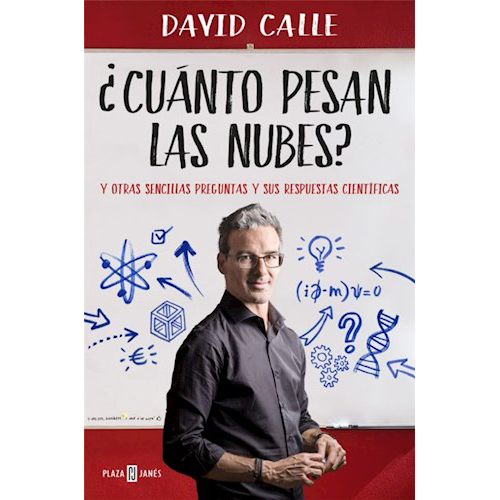 DAVID CALLE
¿CUÁNTO PESAN
LAS NUBES?
Y OTRAS SENCILLAS PREGUNTAS Y SUS RESPUESTAS CIENTÍFICAS
(i∂̸-m)ψ=0
?
PLAZA JANÉS